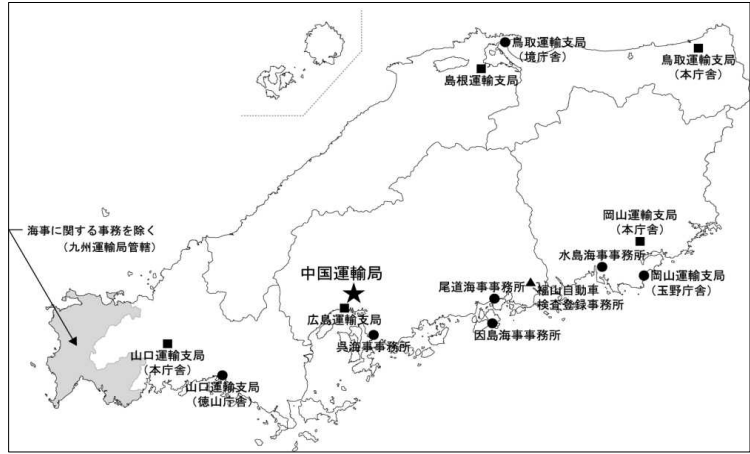 鳥取運輸支局
（境庁舎）
鳥取運輸支局
（本庁舎）
島根運輸支局
海事に関する事務を除く
（九州運輸局管轄）
岡山運輸支局
（本庁舎）
水島海事事務所
岡山運輸支局
（玉野庁舎）
中国運輸局
尾道海事事務所
福山自動車
検査登録事務所
広島運輸支局
因島海事事務所
呉海事事務所
山口運輸支局
（本庁舎）
山口運輸支局
（徳山庁舎）